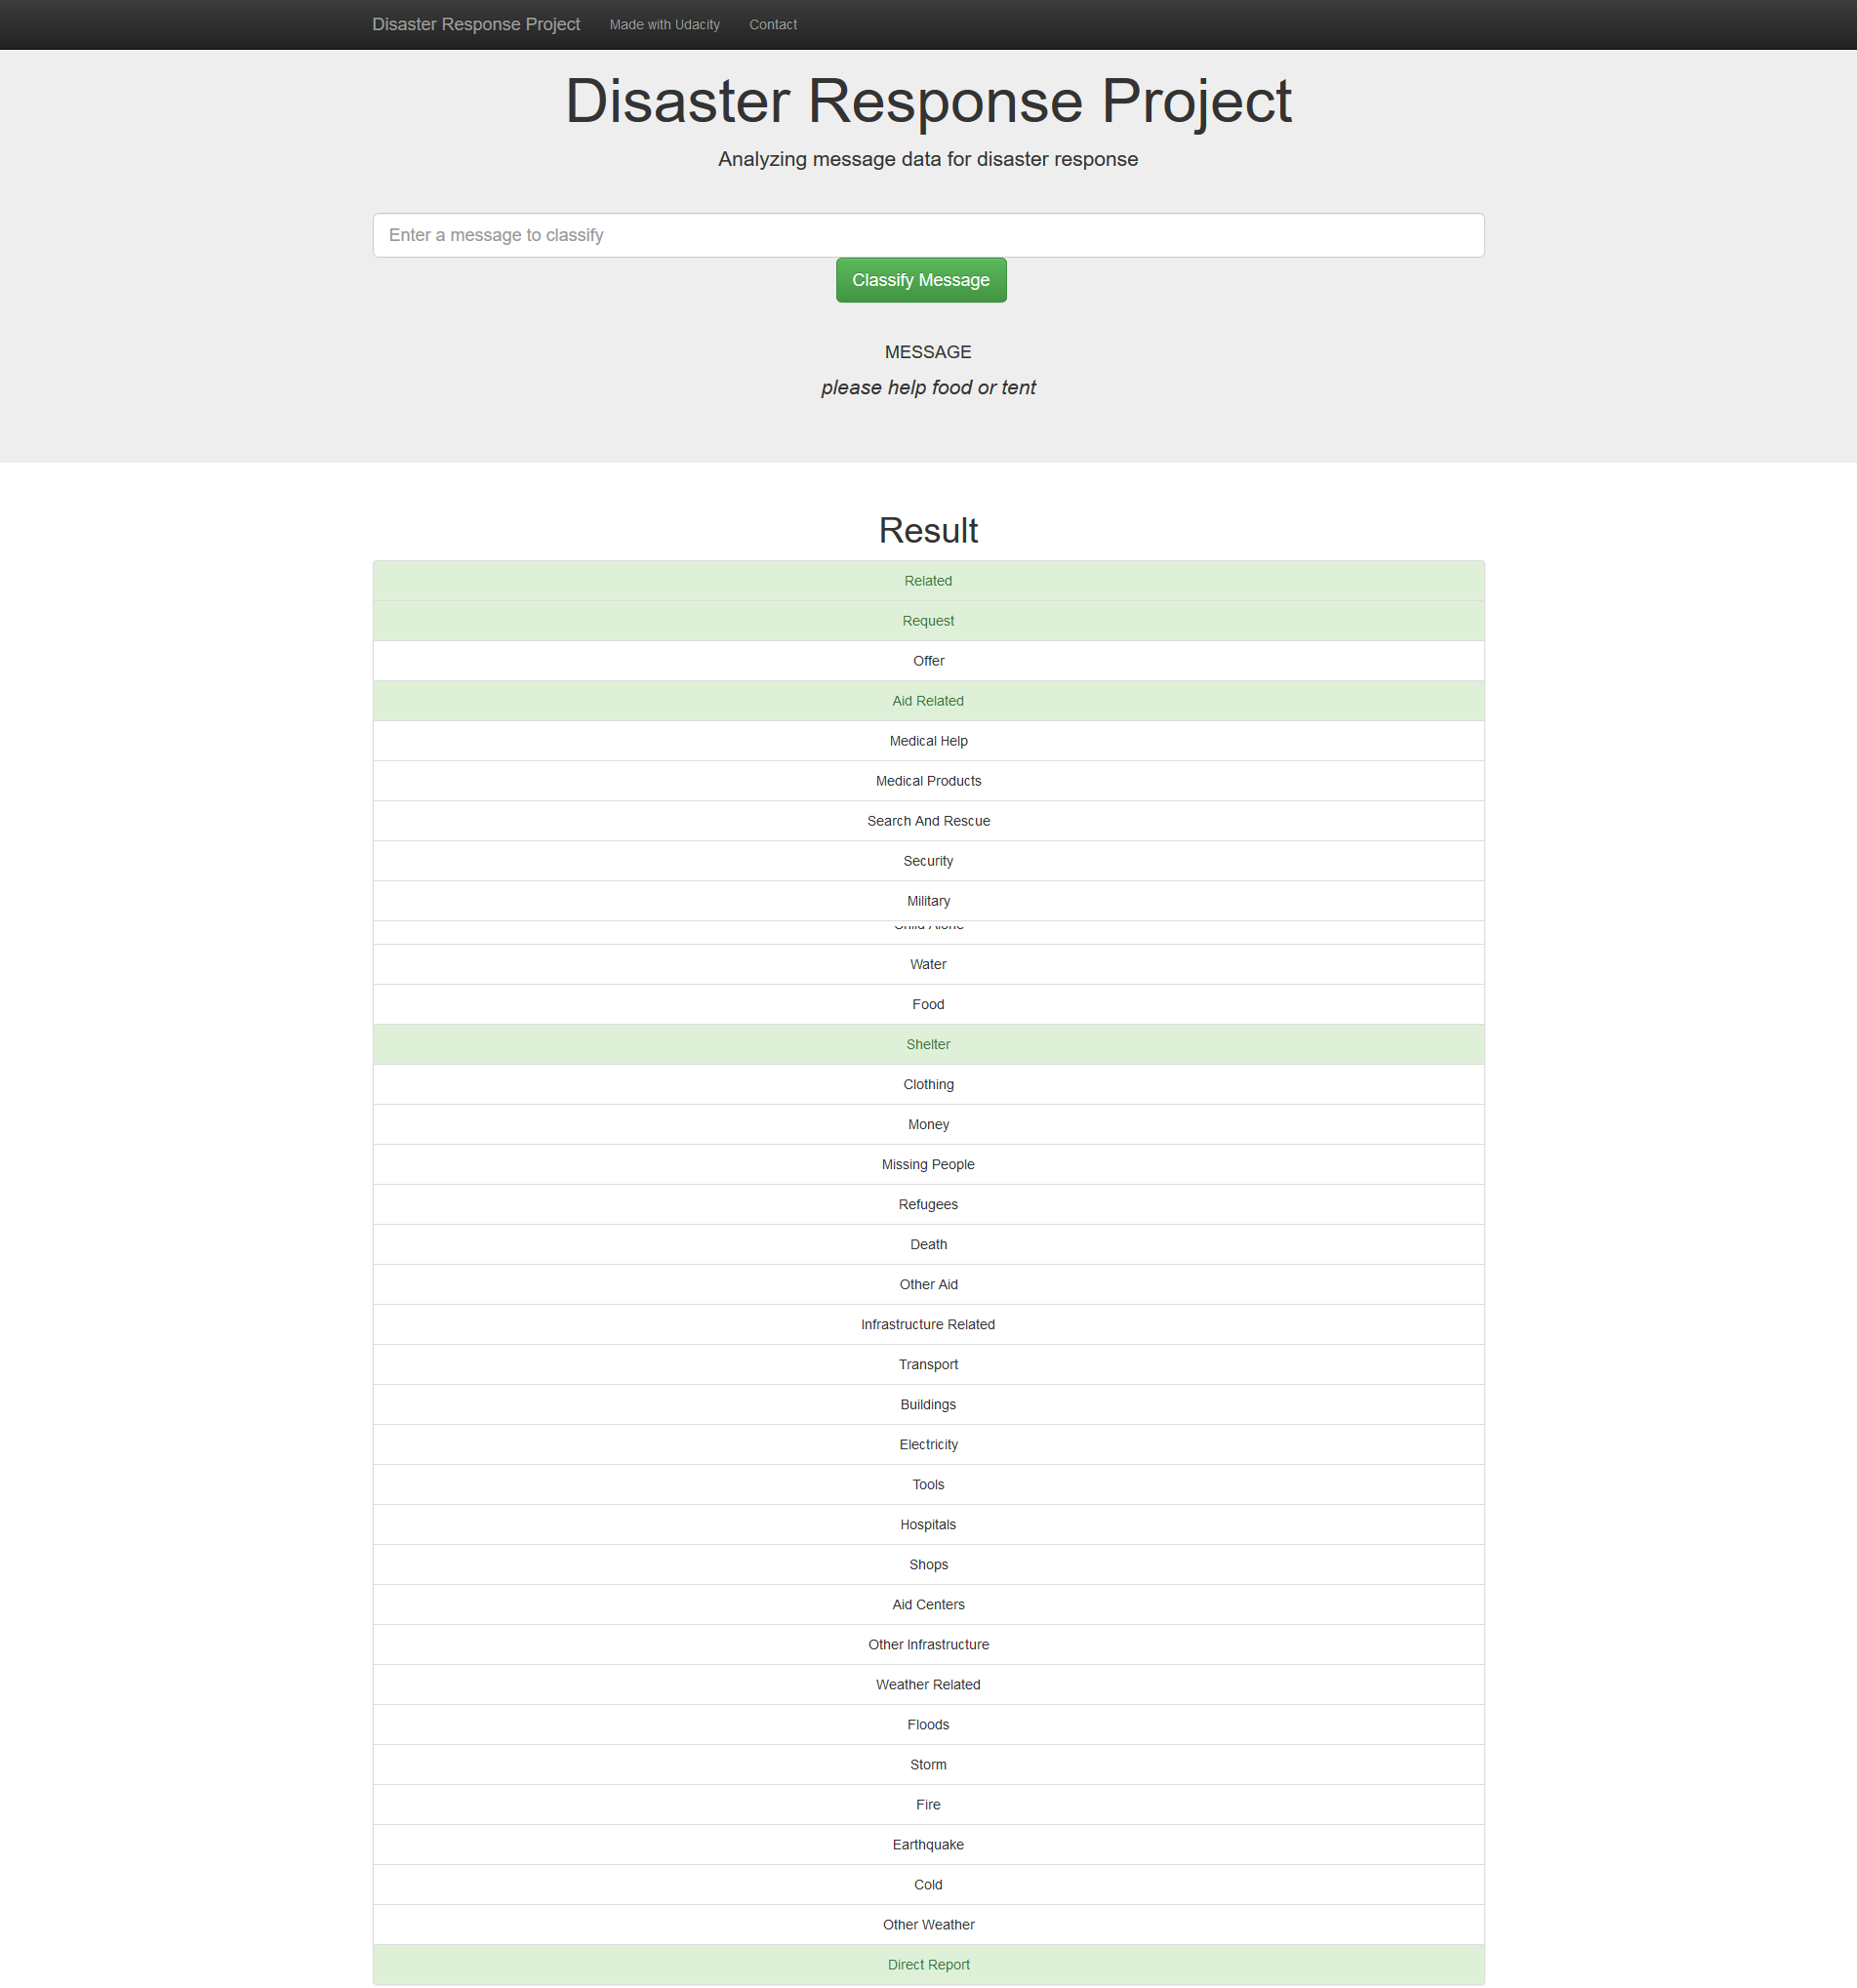 Disaster Response Project Made with Udacity Contact
Disaster Response Project
Analyzing message data for disaster response
Enter a message to classify
Classify Message
MESSAGE
please help food or tent
Result
Related
Request
Offer
Aid Related
Medical Help
Medical Products
Search And Rescue
Security
Military
Child Alone
Water
Food
Shelter
Clothing
Money
Missing People
Refugees
Death
Other Aid
Infrastructure Related
Transport
Buildings
Electricity
Tools
Hospitals
Shops
Aid Centers
Other Infrastructure
Weather Related
Floods
Storm
Fire
Earthquake
Cold
Other Weather
Direct Report